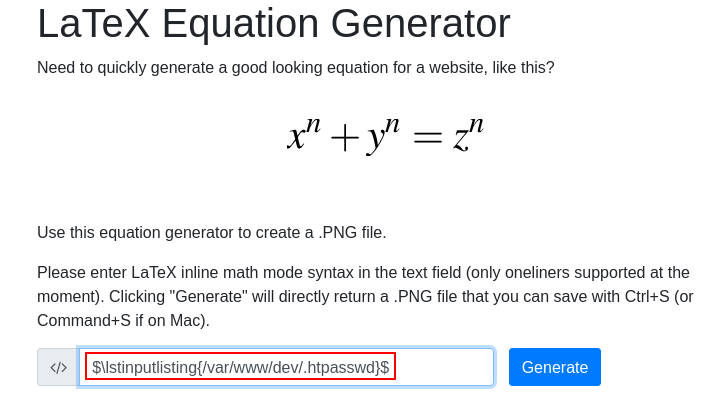 LaTeX Equation Generator
Need to quickly generate a good looking equation for a website, like this?
xⁿ + yⁿ = zⁿ
Use this equation generator to create a .PNG file.
Please enter LaTeX inline math mode syntax in the text field (only oneliners supported at the
moment). Clicking "Generate" will directly return a .PNG file that you can save with Ctrl+S (or
Command+S if on Mac).
</> $\lstinputlisting{/var/www/dev/.htpasswd}$ Generate